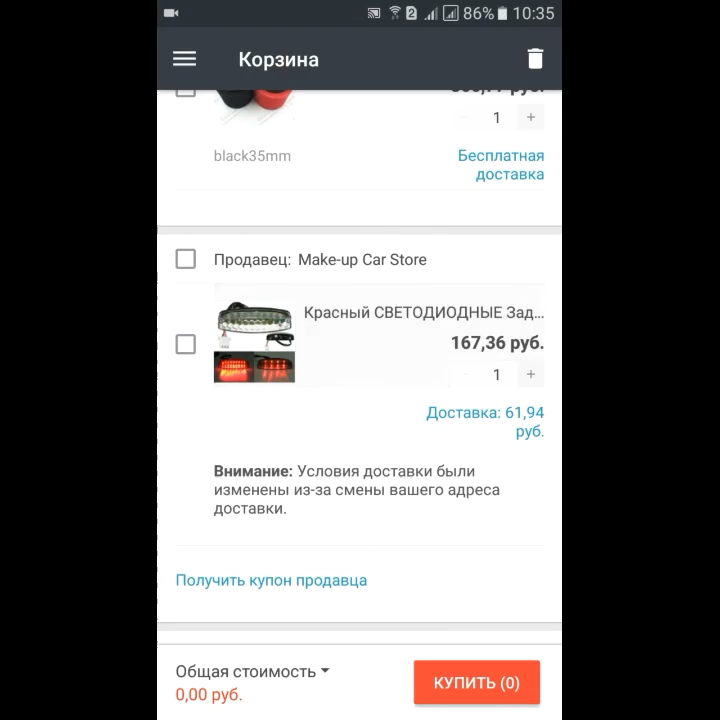 86% 10:35
Корзина
1
black35mm
Бесплатная
доставка
Продавец: Make-up Car Store
Красный СВЕТОДИОДНЫЕ Зад...
167,36 руб.
1 +
Доставка: 61,94
руб.
Внимание: Условия доставки были
изменены из-за смены вашего адреса
доставки.
Получить купон продавца
Общая стоимость
0,00 руб.
КУПИТЬ (0)